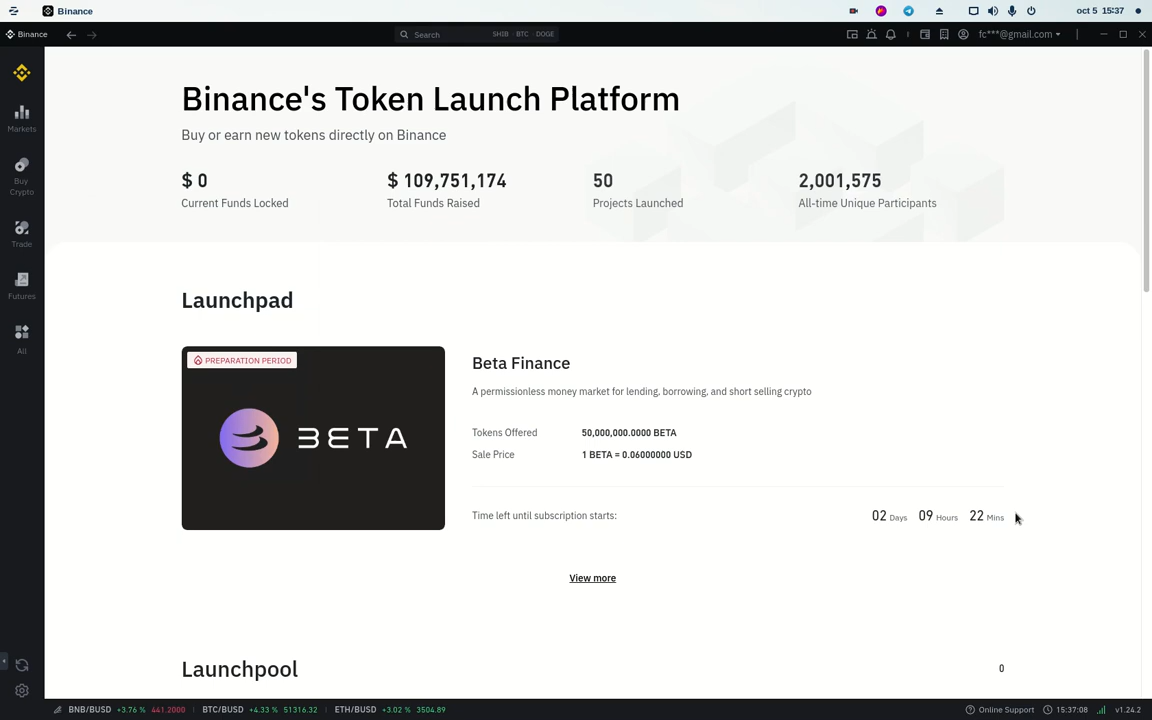 Binance
oct 5 15:37
Binance
Search SHIB · BTC · DOGE
fc***@gmail.com
Markets
Buy
Crypto
Trade
Futures
All
Binance's Token Launch Platform
Buy or earn new tokens directly on Binance
$ 0
Current Funds Locked
$ 109,751,174
Total Funds Raised
50
Projects Launched
2,001,575
All-time Unique Participants
Launchpad
PREPARATION PERIOD
BETA
Beta Finance
A permissionless money market for lending, borrowing, and short selling crypto
Tokens Offered 50,000,000.0000 BETA
Sale Price 1 BETA = 0.06000000 USD
Time left until subscription starts: 02 Days 09 Hours 22 Mins
View more
Launchpool 0
BNB/BUSD +3.76 % 441.2000 BTC/BUSD +4.33 % 51316.32 ETH/BUSD +3.02 % 3504.89 Online Support 15:37:08 v1.24.2